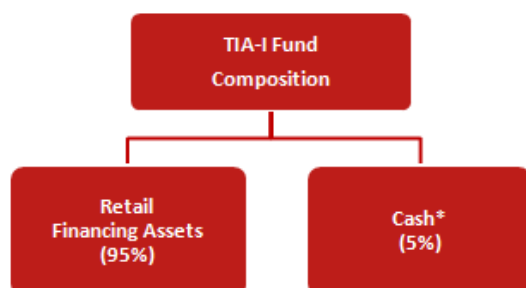 TIA-I Fund
Composition
Retail
Financing Assets
(95%)
Cash*
(5%)